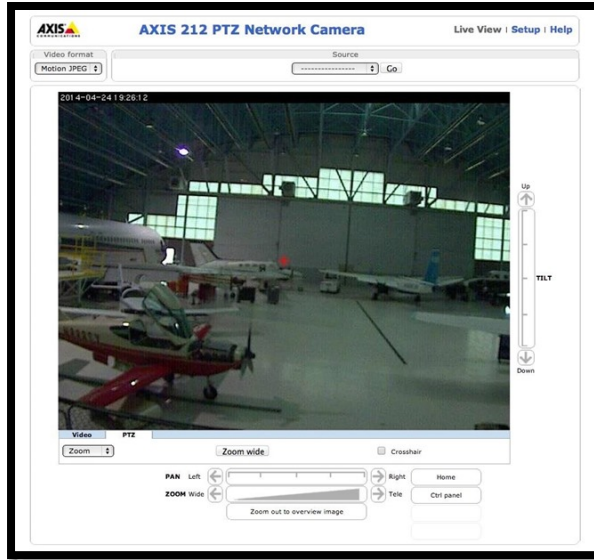 AXIS COMMUNICATIONS
AXIS 212 PTZ Network Camera
Live View | Setup | Help
Video format
Source
Motion JPEG
---------------- Go
2014-04-24 19:26:12
Up
TILT
Down
Video PTZ
Zoom
Zoom wide
Crosshair
PAN Left Right
Home
ZOOM Wide Tele
Ctrl panel
Zoom out to overview image